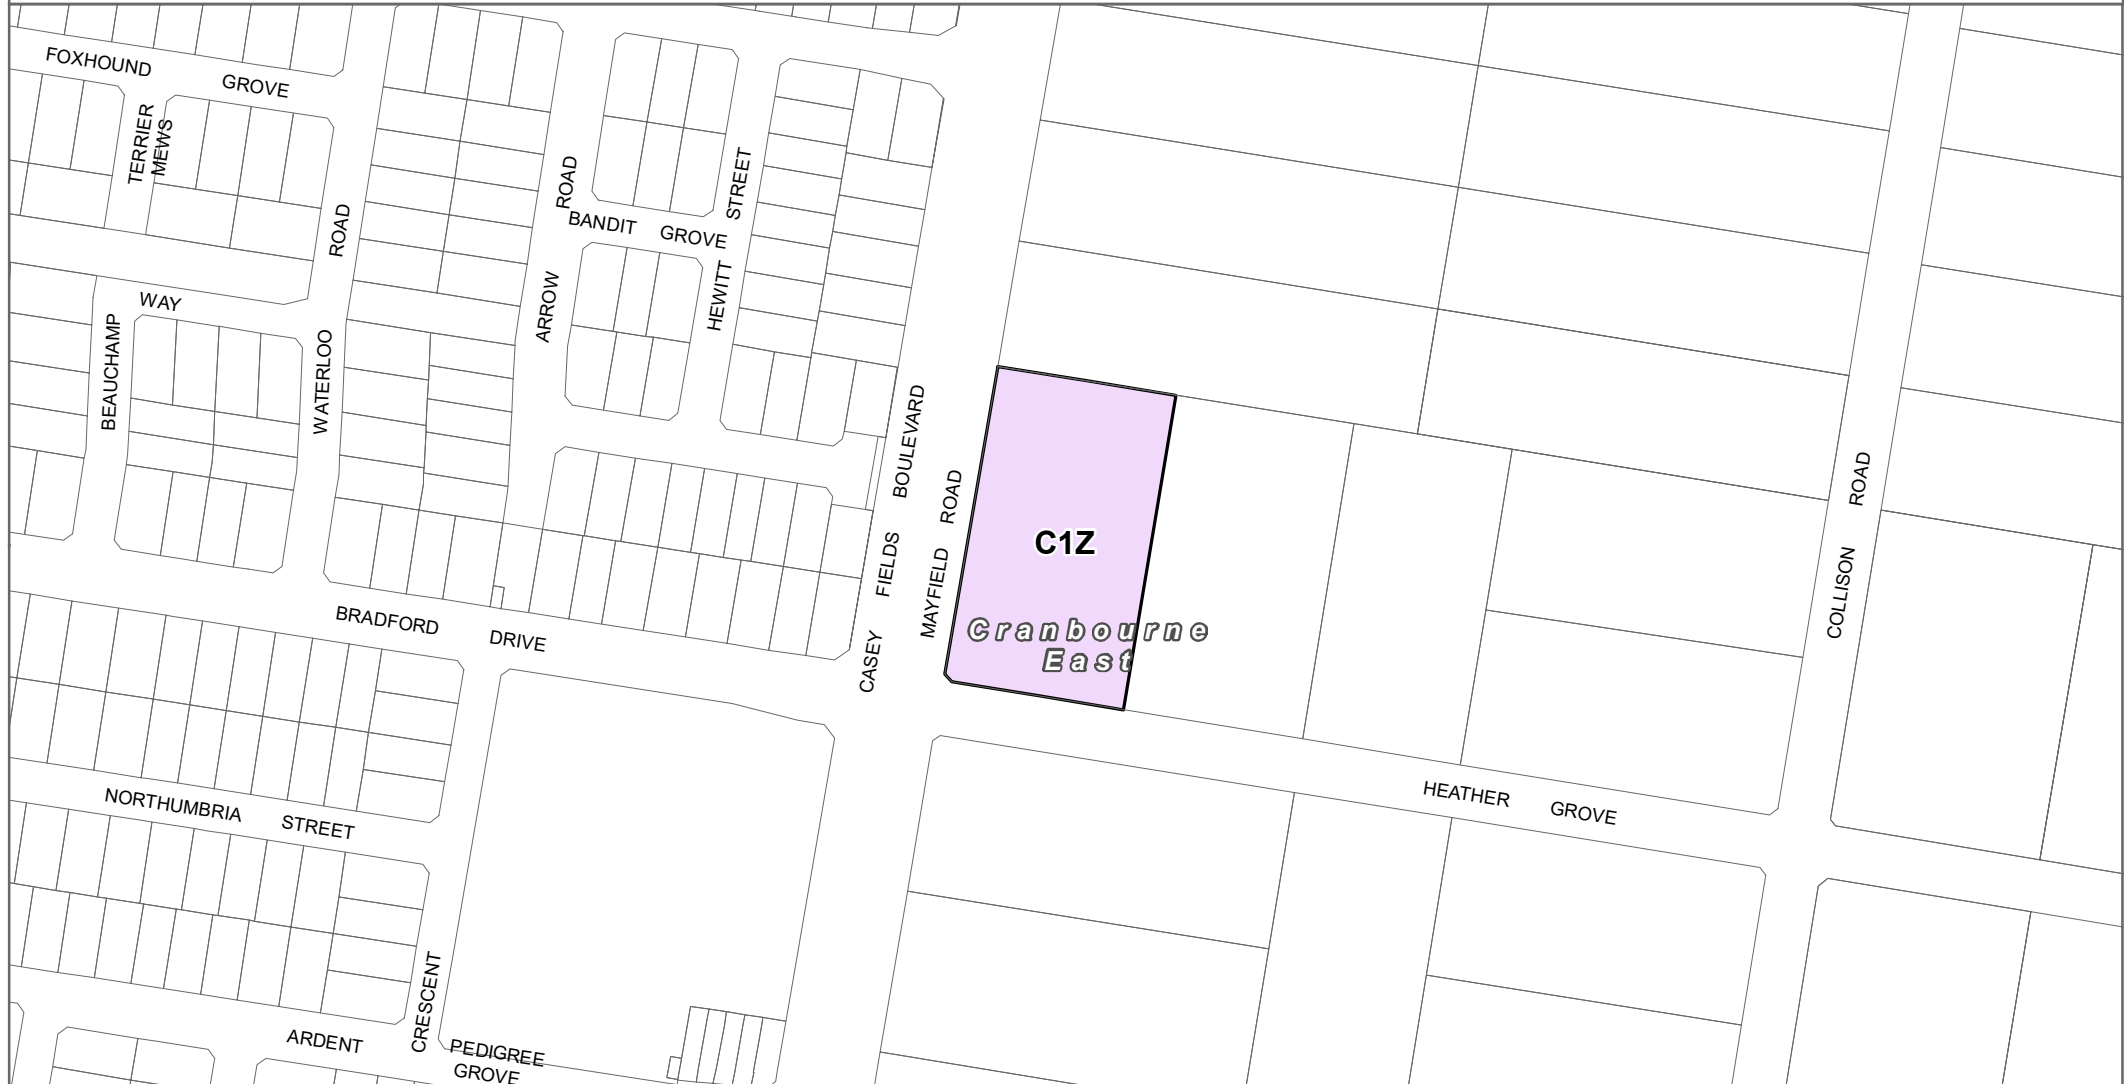 FOXHOUND GROVE
TERRIER
MEWS
ROAD
WATERLOO
WAY
BEAUCHAMP
ROAD
ARROW
BANDIT GROVE
STREET
HEWITT
BOULEVARD
FIELDS
CASEY
ROAD
MAYFIELD
C1Z
Cranbourne
East
ROAD
COLLISON
BRADFORD DRIVE
HEATHER GROVE
NORTHUMBRIA STREET
CRESCENT
ARDENT
PEDIGREE
GROVE